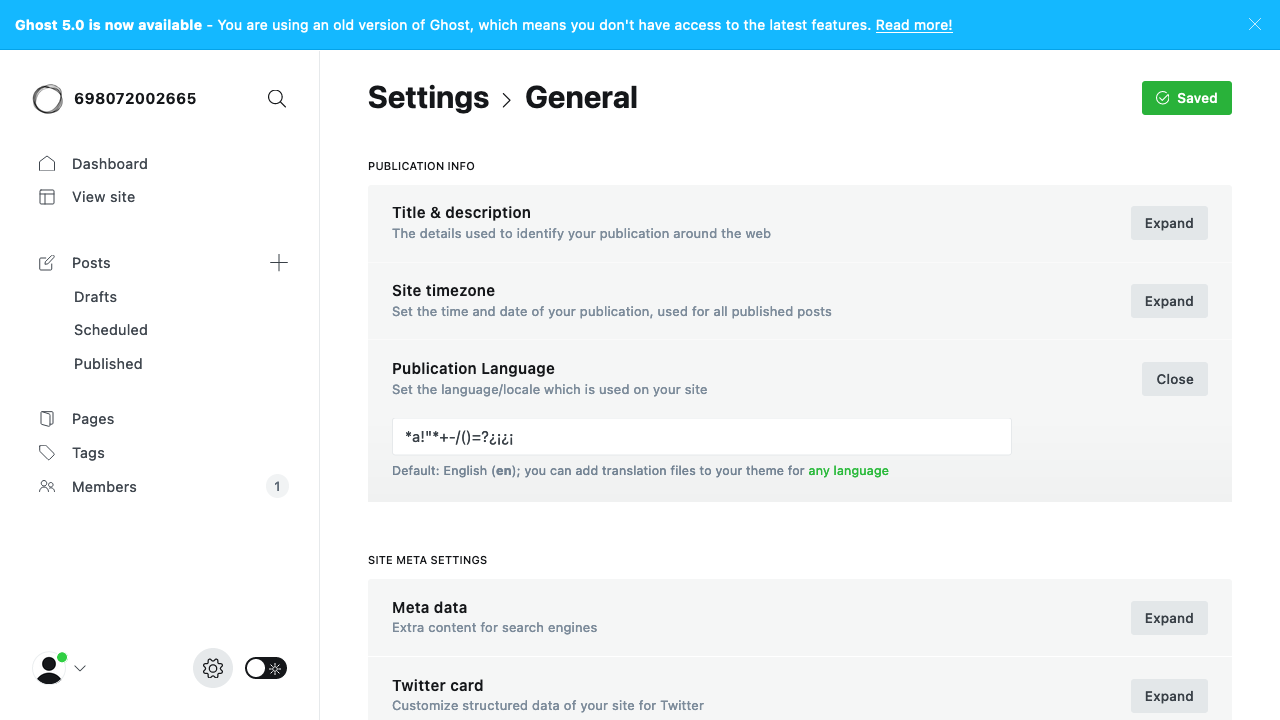 Ghost 5.0 is now available - You are using an old version of Ghost, which means you don't have access to the latest features. Read more!
698072002665
Dashboard
View site
Posts
Drafts
Scheduled
Published
Pages
Tags
Members 1
Settings > General
Saved
PUBLICATION INFO
Title & description
The details used to identify your publication around the web
Expand
Site timezone
Set the time and date of your publication, used for all published posts
Expand
Publication Language
Set the language/locale which is used on your site
Close
*a!"*+-/()=?¿¡¿¡
Default: English (en); you can add translation files to your theme for any language
SITE META SETTINGS
Meta data
Extra content for search engines
Expand
Twitter card
Customize structured data of your site for Twitter
Expand